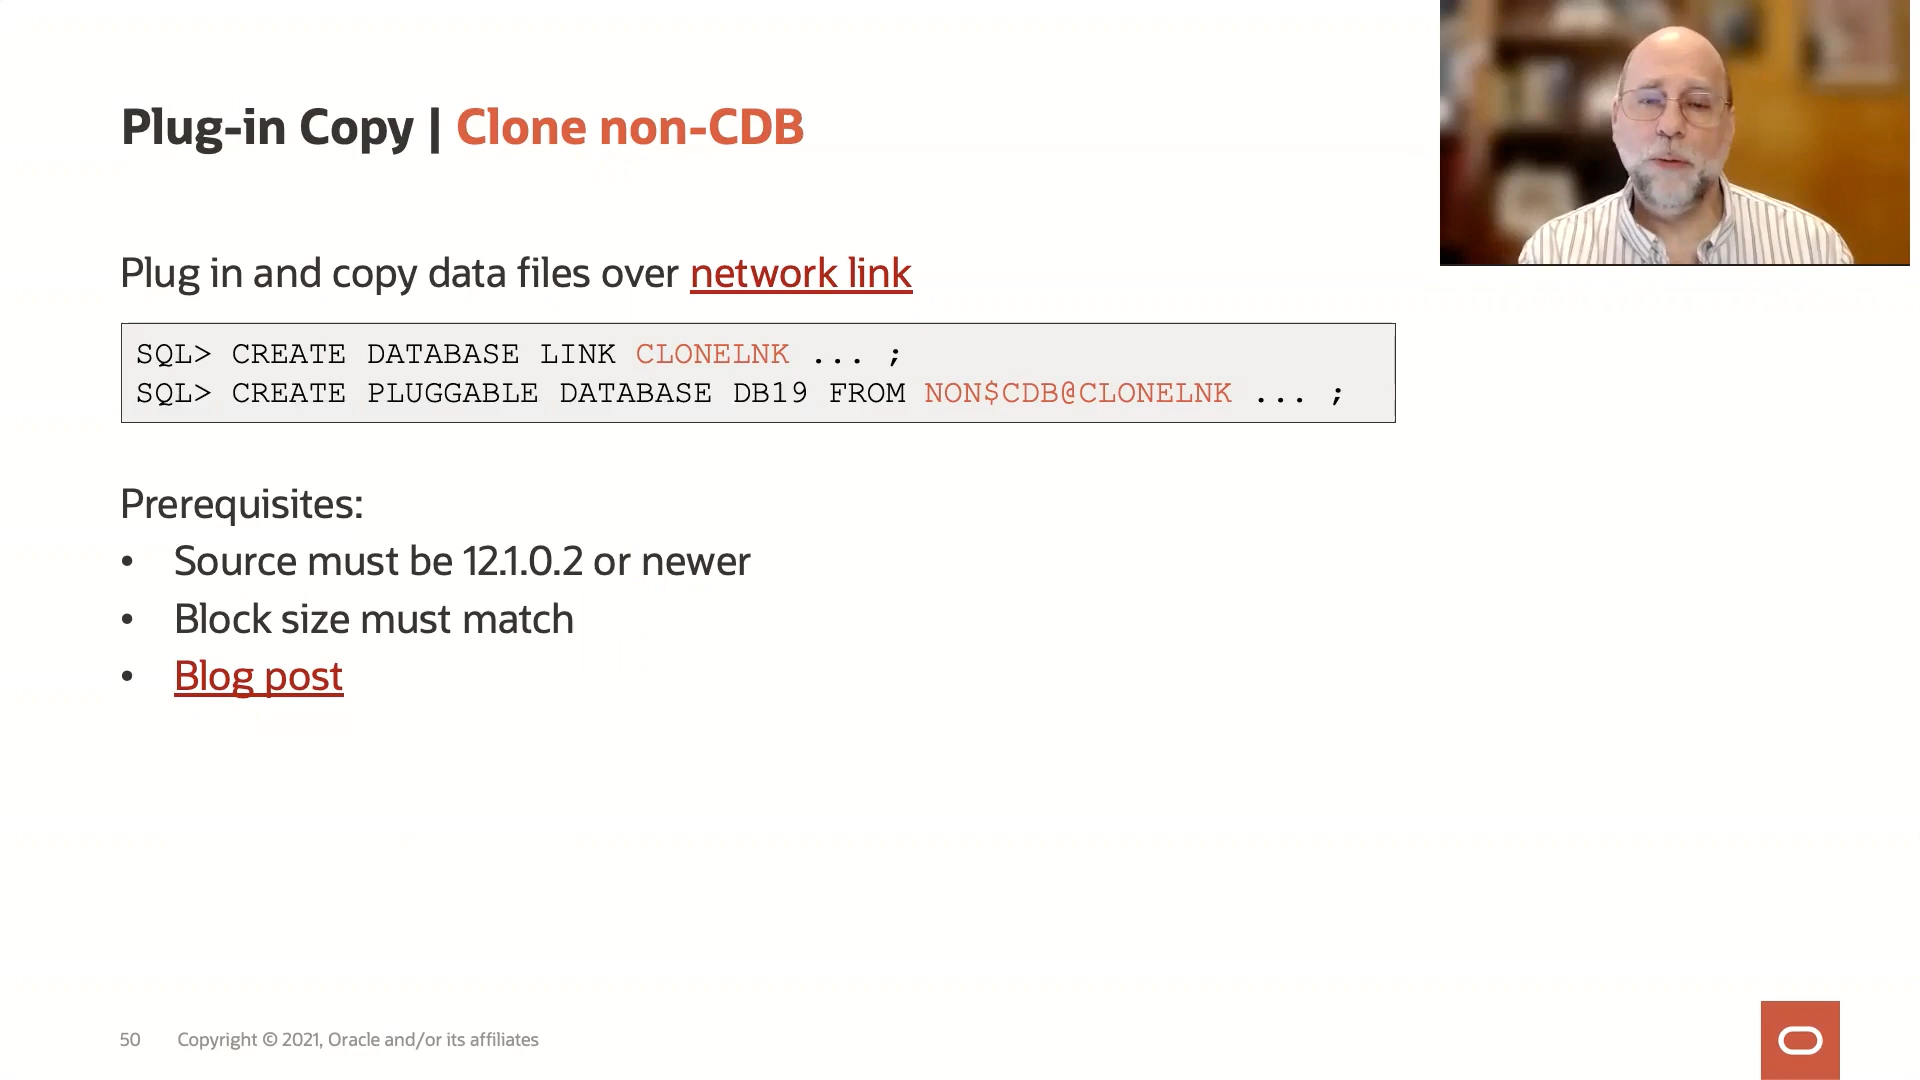 Plug-in Copy | Clone non-CDB
Plug in and copy data files over network link
SQL> CREATE DATABASE LINK CLONELNK ... ;
SQL> CREATE PLUGGABLE DATABASE DB19 FROM NON$CDB@CLONELNK ... ;
Prerequisites:
• Source must be 12.1.0.2 or newer
• Block size must match
• Blog post
50 Copyright © 2021, Oracle and/or its affiliates